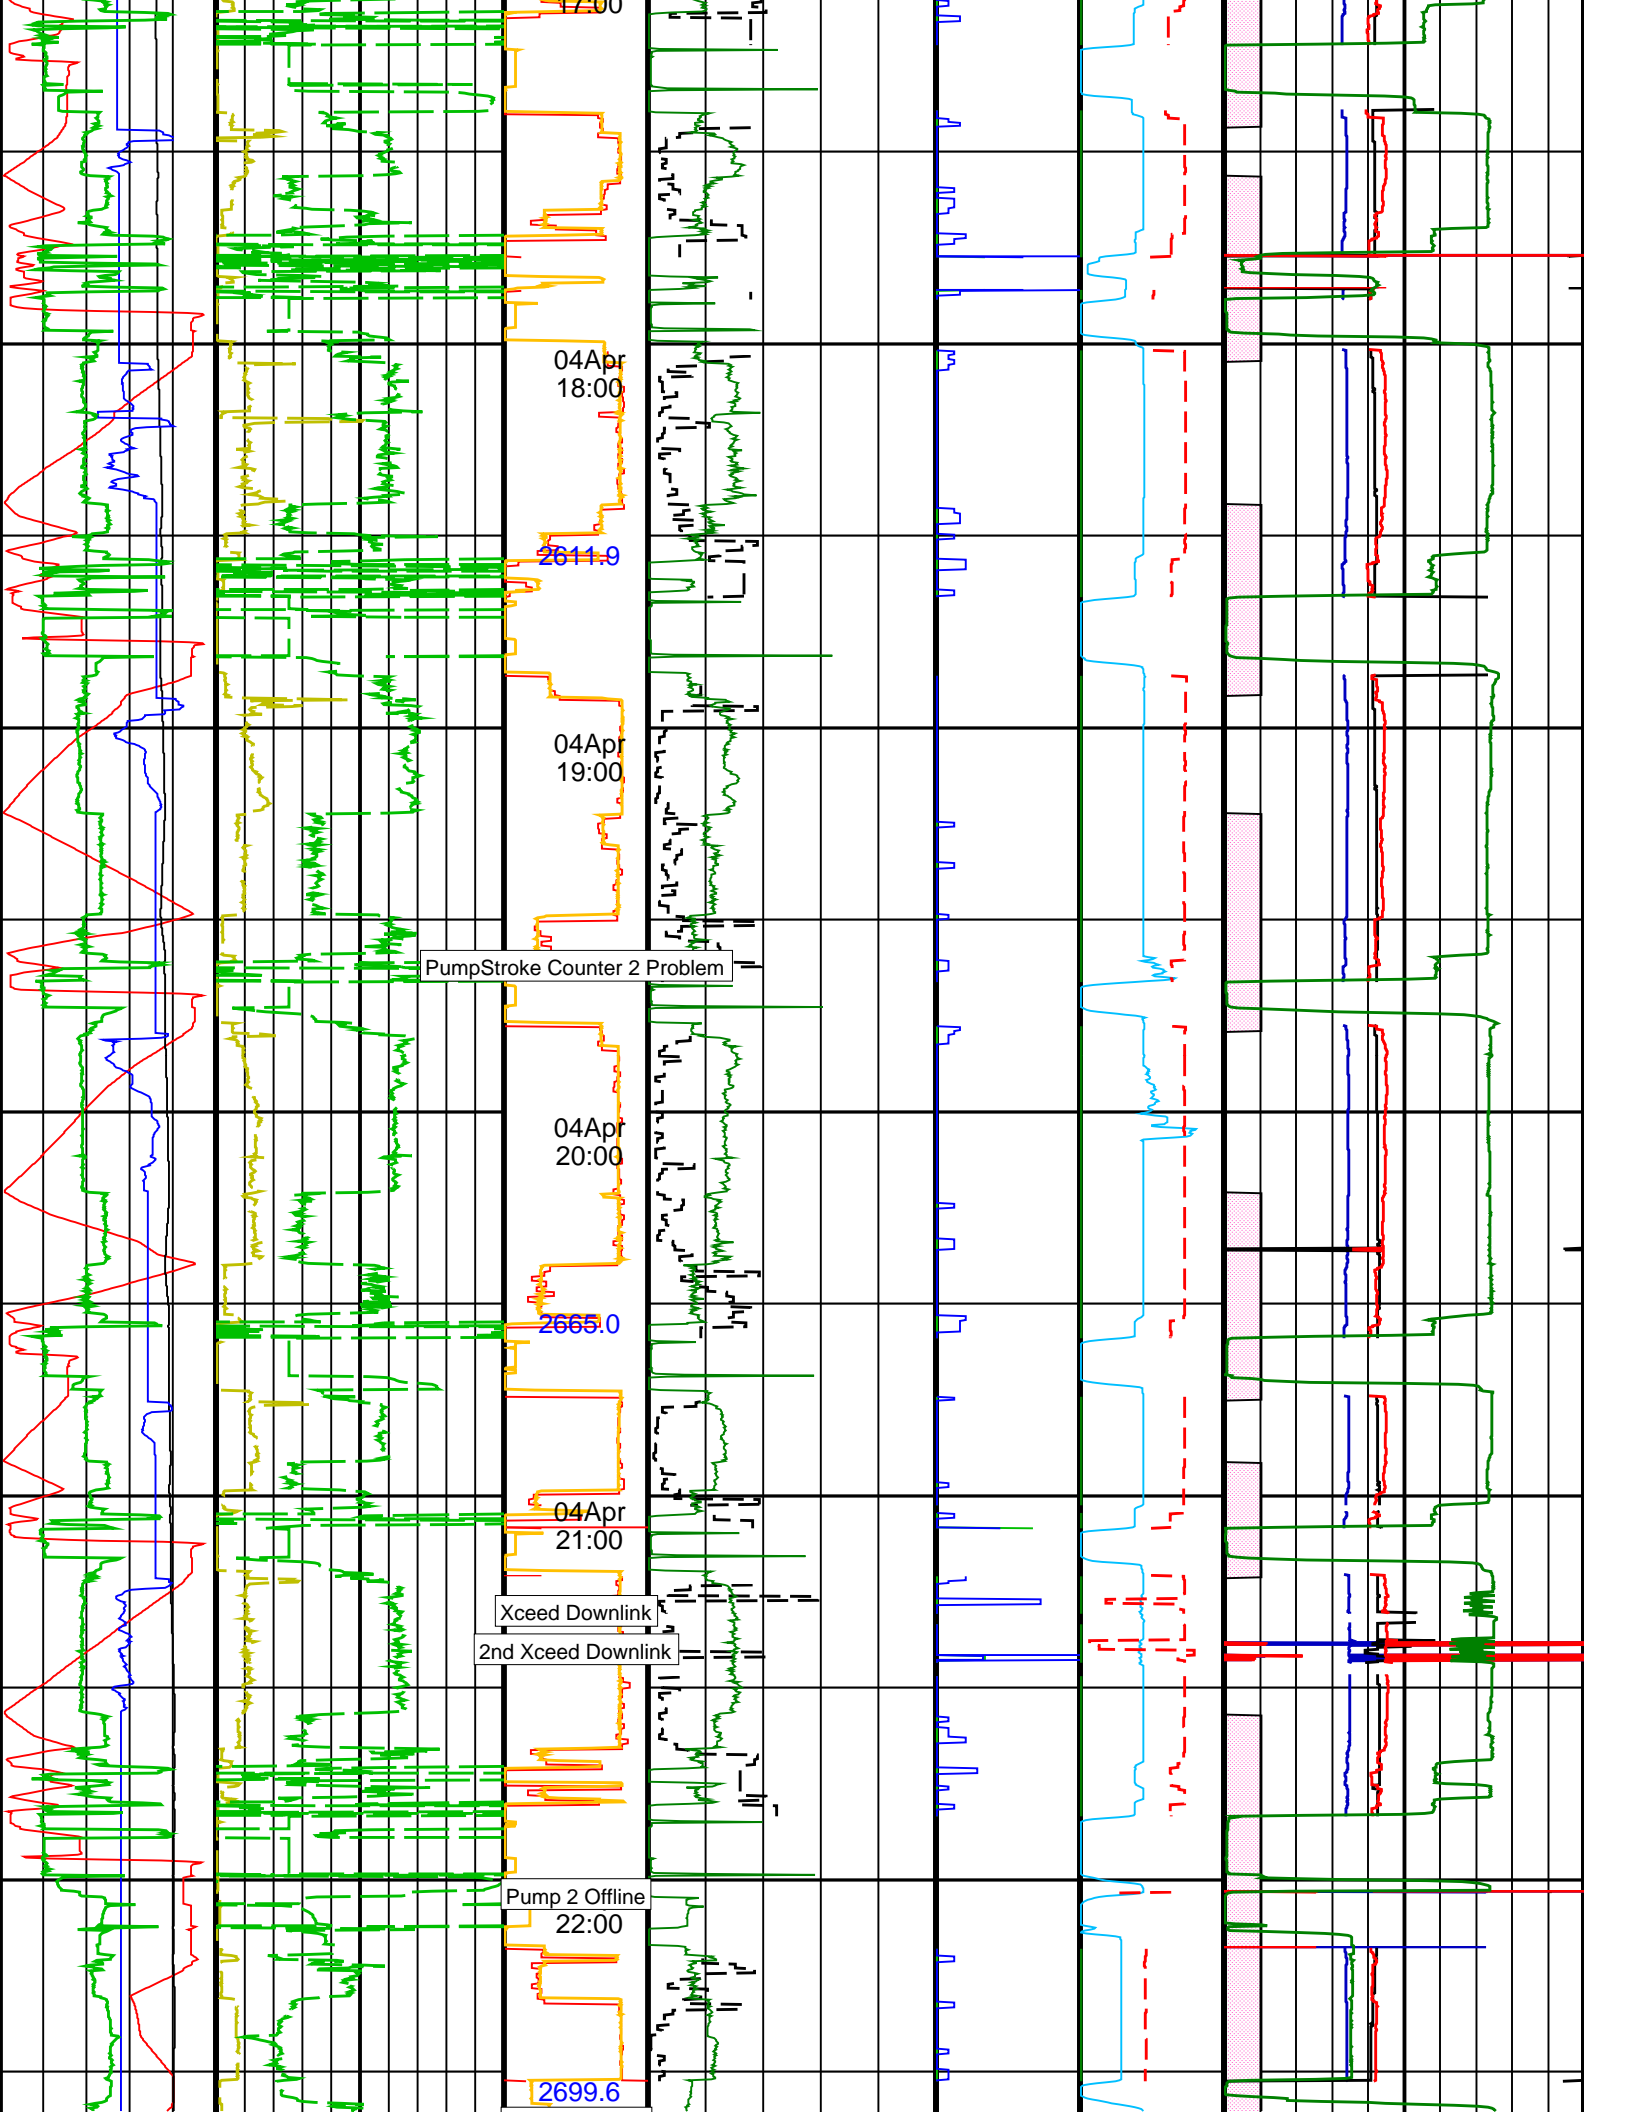 17:00
04Apr
18:00
2611.9
04Apr
19:00
PumpStroke Counter 2 Problem
04Apr
20:00
2665.0
04Apr
21:00
Xceed Downlink
2nd Xceed Downlink
Pump 2 Offline
22:00
2699.6